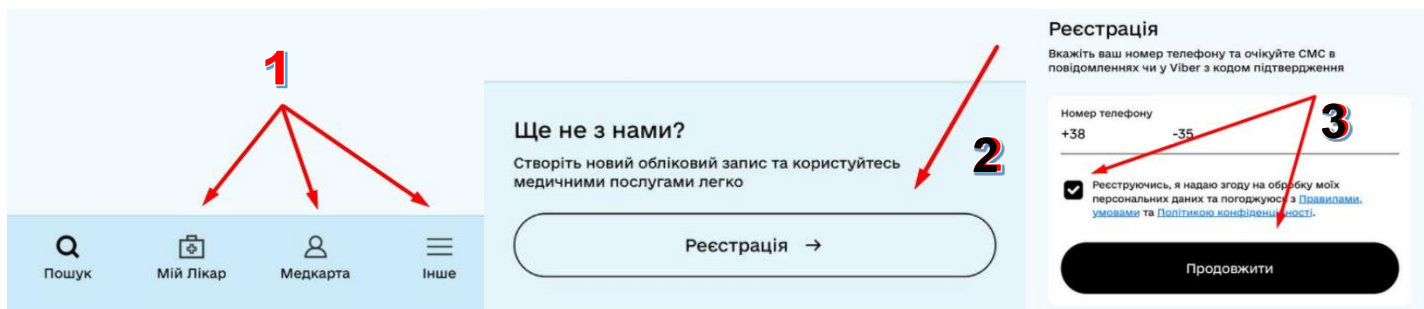 1
Пошук
Мій Лікар
Медкарта
Інше
Ще не з нами?
Створіть новий обліковий запис та користуйтесь
медичними послугами легко
2
Реєстрація →
Реєстрація
Вкажіть ваш номер телефону та очікуйте СМС в
повідомленнях чи у Viber з кодом підтвердження
Номер телефону
+38 -35
3
Реєструючись, я надаю згоду на обробку моїх
персональних даних та погоджуюсь з Правилами,
умовами та Політикою конфіденційності.
Продовжити